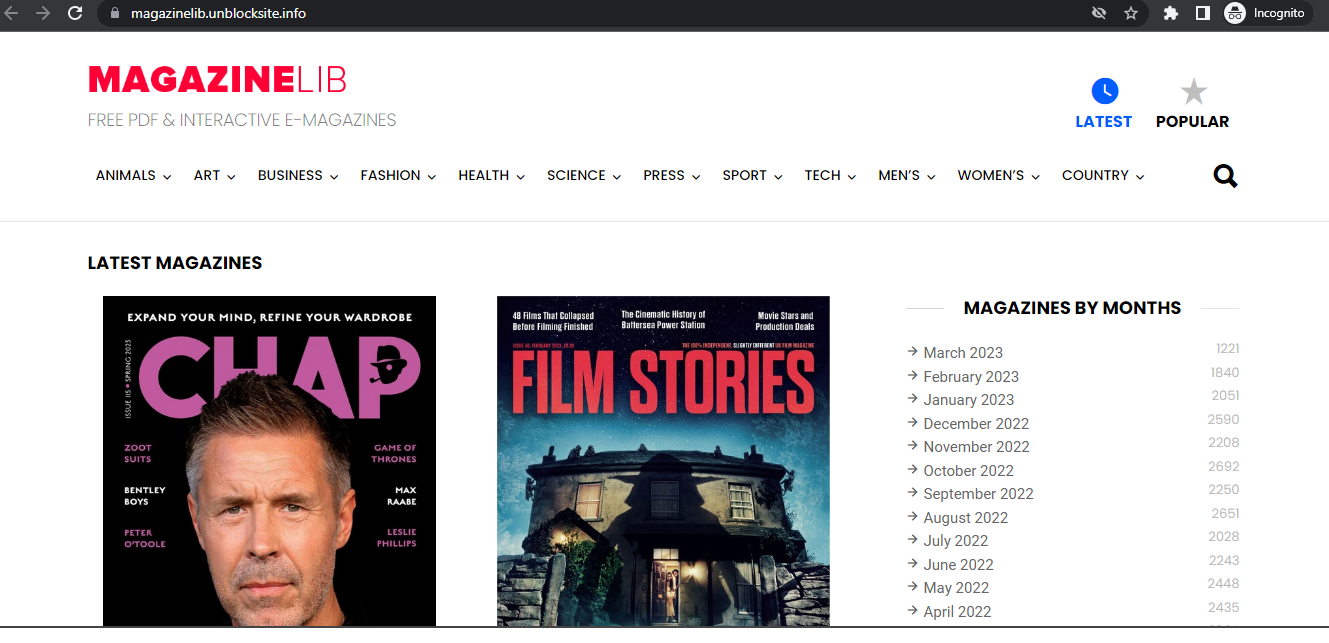 magazinelib.unblocksite.info
Incognito
MAGAZINELIB
FREE PDF & INTERACTIVE E-MAGAZINES
LATEST
POPULAR
ANIMALS ART BUSINESS FASHION HEALTH SCIENCE PRESS SPORT TECH MEN'S WOMEN'S COUNTRY
LATEST MAGAZINES
EXPAND YOUR MIND, REFINE YOUR WARDROBE
CHAP
ISSUE 115 • SPRING 2023
ZOOT
SUITS
BENTLEY
BOYS
PETER
O'TOOLE
GAME OF
THRONES
MAX
RAABE
LESLIE
PHILLIPS
48 Films That Collapsed
Before Filming Finished
The Cinematic History of
Battersea Power Station
Movie Stars and
Production Deals
ISSUE 40, FEBRUARY 2023,
THE 100% INDEPENDENT, SLIGHTLY DIFFERENT UK FILM MAGAZINE
FILM STORIES
MAGAZINES BY MONTHS
March 2023 1221
February 2023 1840
January 2023 2051
December 2022 2590
November 2022 2208
October 2022 2692
September 2022 2250
August 2022 2651
July 2022 2028
June 2022 2243
May 2022 2448
April 2022 2435